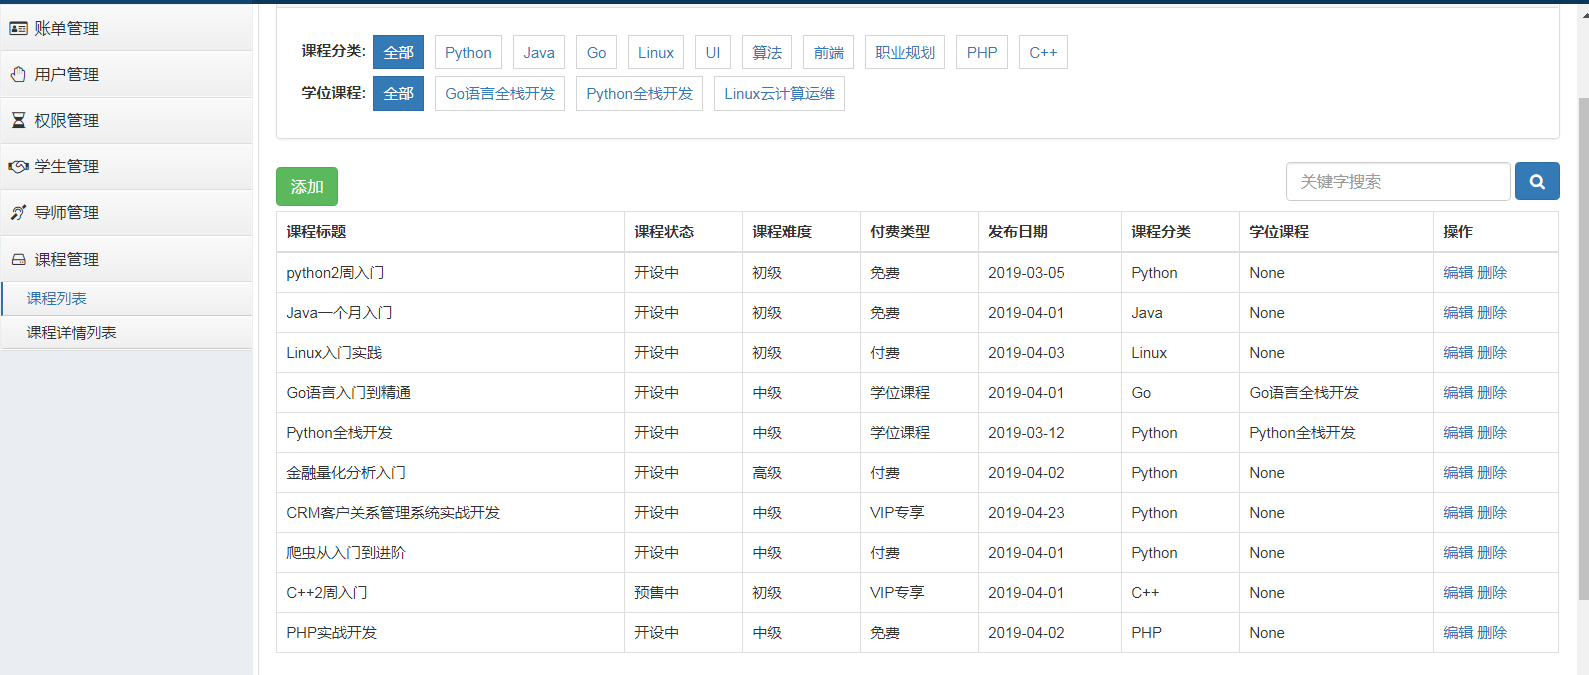 账单管理
用户管理
权限管理
学生管理
导师管理
课程管理
课程列表
课程详情列表
课程分类: 全部 Python Java Go Linux UI 算法 前端 职业规划 PHP C++
学位课程: 全部 Go语言全栈开发 Python全栈开发 Linux云计算运维
添加 关键字搜索
课程标题 课程状态 课程难度 付费类型 发布日期 课程分类 学位课程 操作
python2周入门 开设中 初级 免费 2019-03-05 Python None 编辑 删除
Java一个月入门 开设中 初级 免费 2019-04-01 Java None 编辑 删除
Linux入门实践 开设中 初级 付费 2019-04-03 Linux None 编辑 删除
Go语言入门到精通 开设中 中级 学位课程 2019-04-01 Go Go语言全栈开发 编辑 删除
Python全栈开发 开设中 中级 学位课程 2019-03-12 Python Python全栈开发 编辑 删除
金融量化分析入门 开设中 高级 付费 2019-04-02 Python None 编辑 删除
CRM客户关系管理系统实战开发 开设中 中级 VIP专享 2019-04-23 Python None 编辑 删除
爬虫从入门到进阶 开设中 中级 付费 2019-04-01 Python None 编辑 删除
C++2周入门 预售中 初级 VIP专享 2019-04-01 C++ None 编辑 删除
PHP实战开发 开设中 中级 免费 2019-04-02 PHP None 编辑 删除